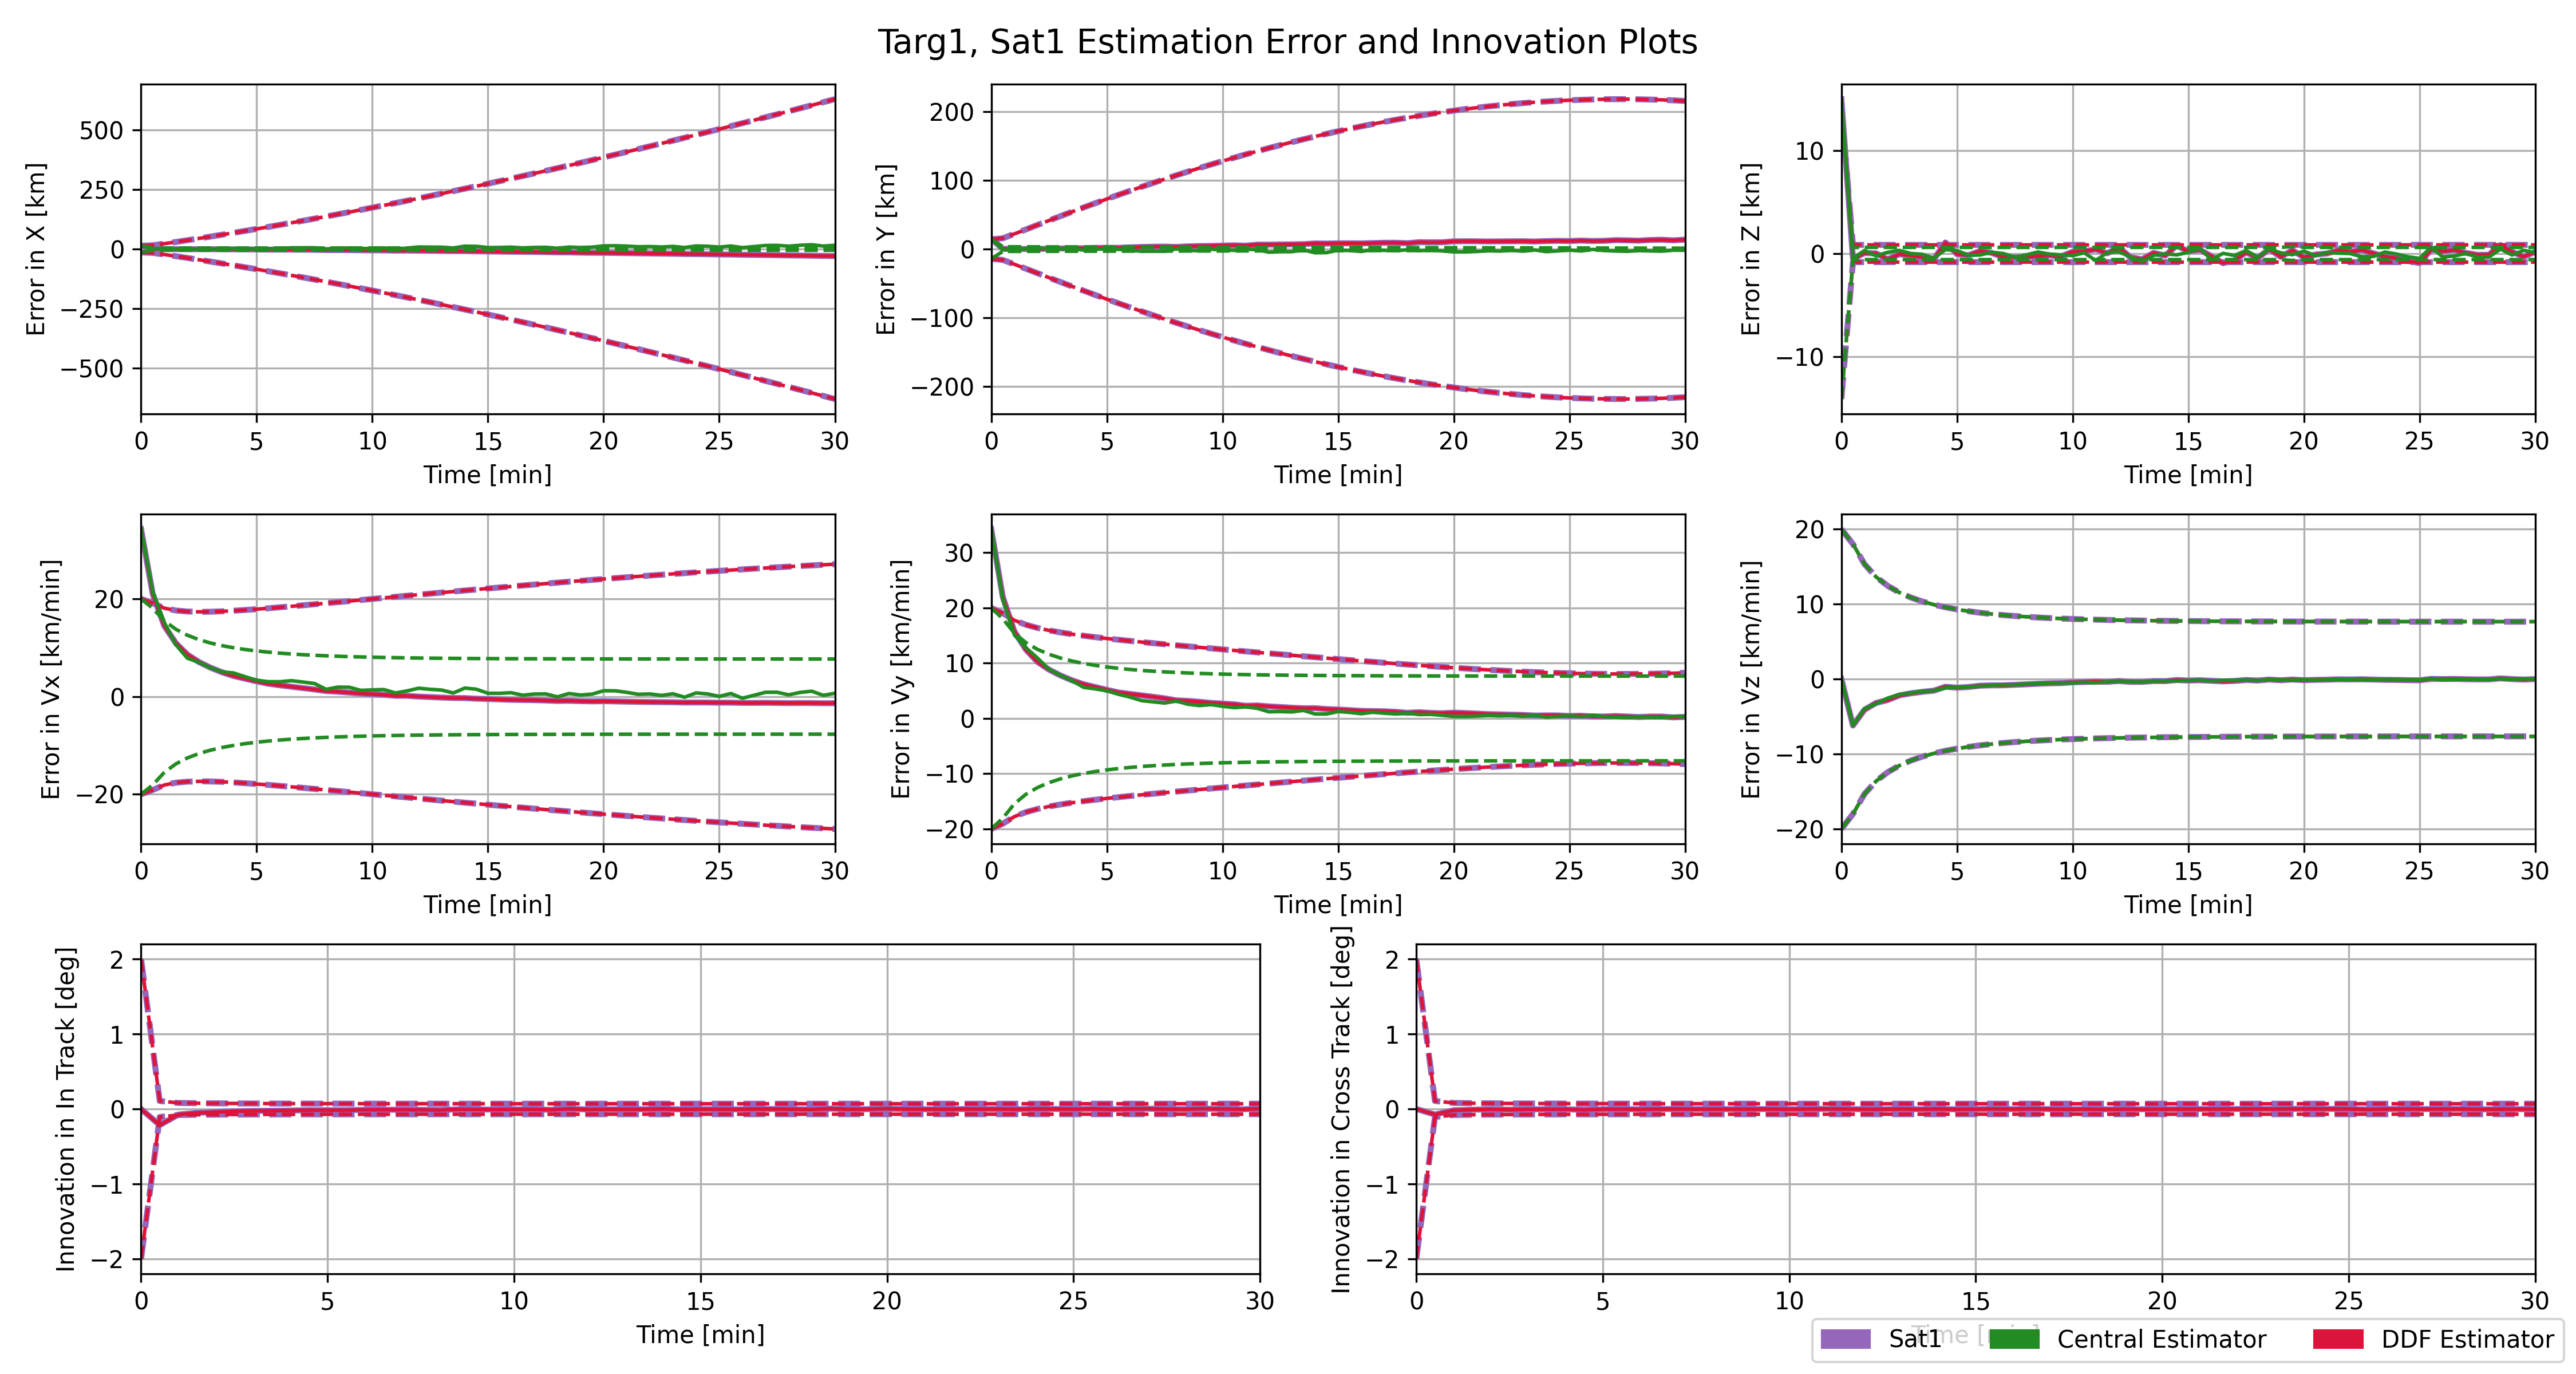 Targ1, Sat1 Estimation Error and Innovation Plots
Error in X [km]
500
250
0
−250
−500
0 5 10 15 20 25 30
Time [min]
Error in Y [km]
200
100
0
−100
−200
0 5 10 15 20 25 30
Time [min]
Error in Z [km]
10
0
−10
0 5 10 15 20 25 30
Time [min]
Error in Vx [km/min]
20
0
−20
0 5 10 15 20 25 30
Time [min]
Error in Vy [km/min]
30
20
10
0
−10
−20
0 5 10 15 20 25 30
Time [min]
Error in Vz [km/min]
20
10
0
−10
−20
0 5 10 15 20 25 30
Time [min]
Innovation in In Track [deg]
2
1
0
−1
−2
0 5 10 15 20 25 30
Time [min]
Innovation in Cross Track [deg]
2
1
0
−1
−2
0 5 10 15 20 25 30
Time [min]
Sat1 Central Estimator DDF Estimator